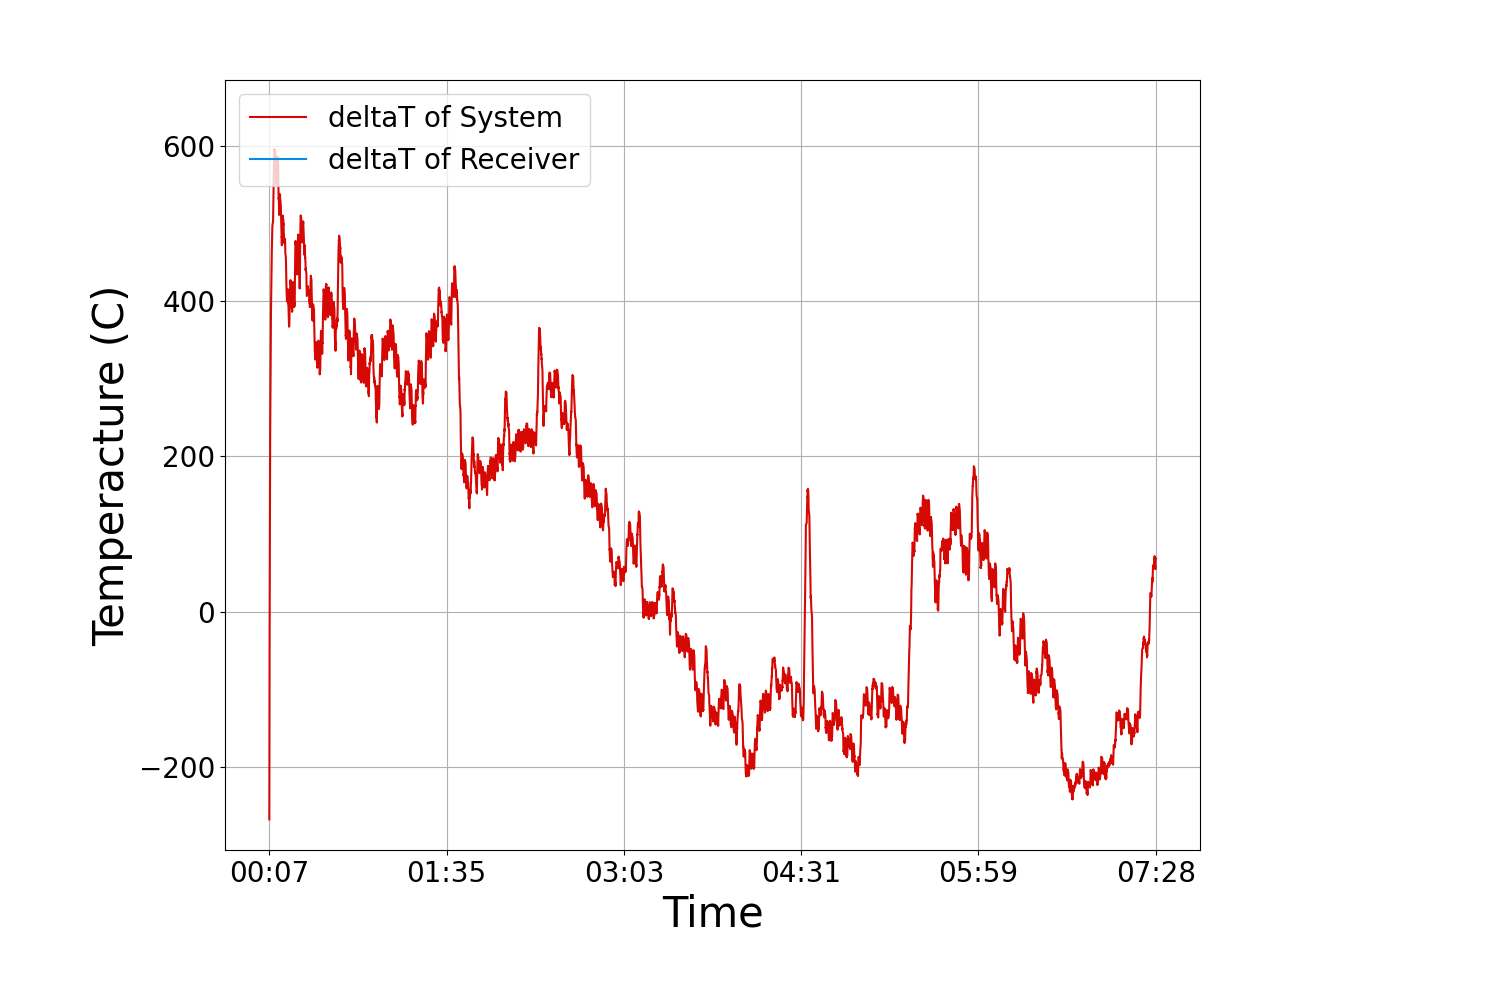 deltaT of System
deltaT of Receiver
600
400
200
0
−200
Temperacture (C)
00:07 01:35 03:03 04:31 05:59 07:28
Time